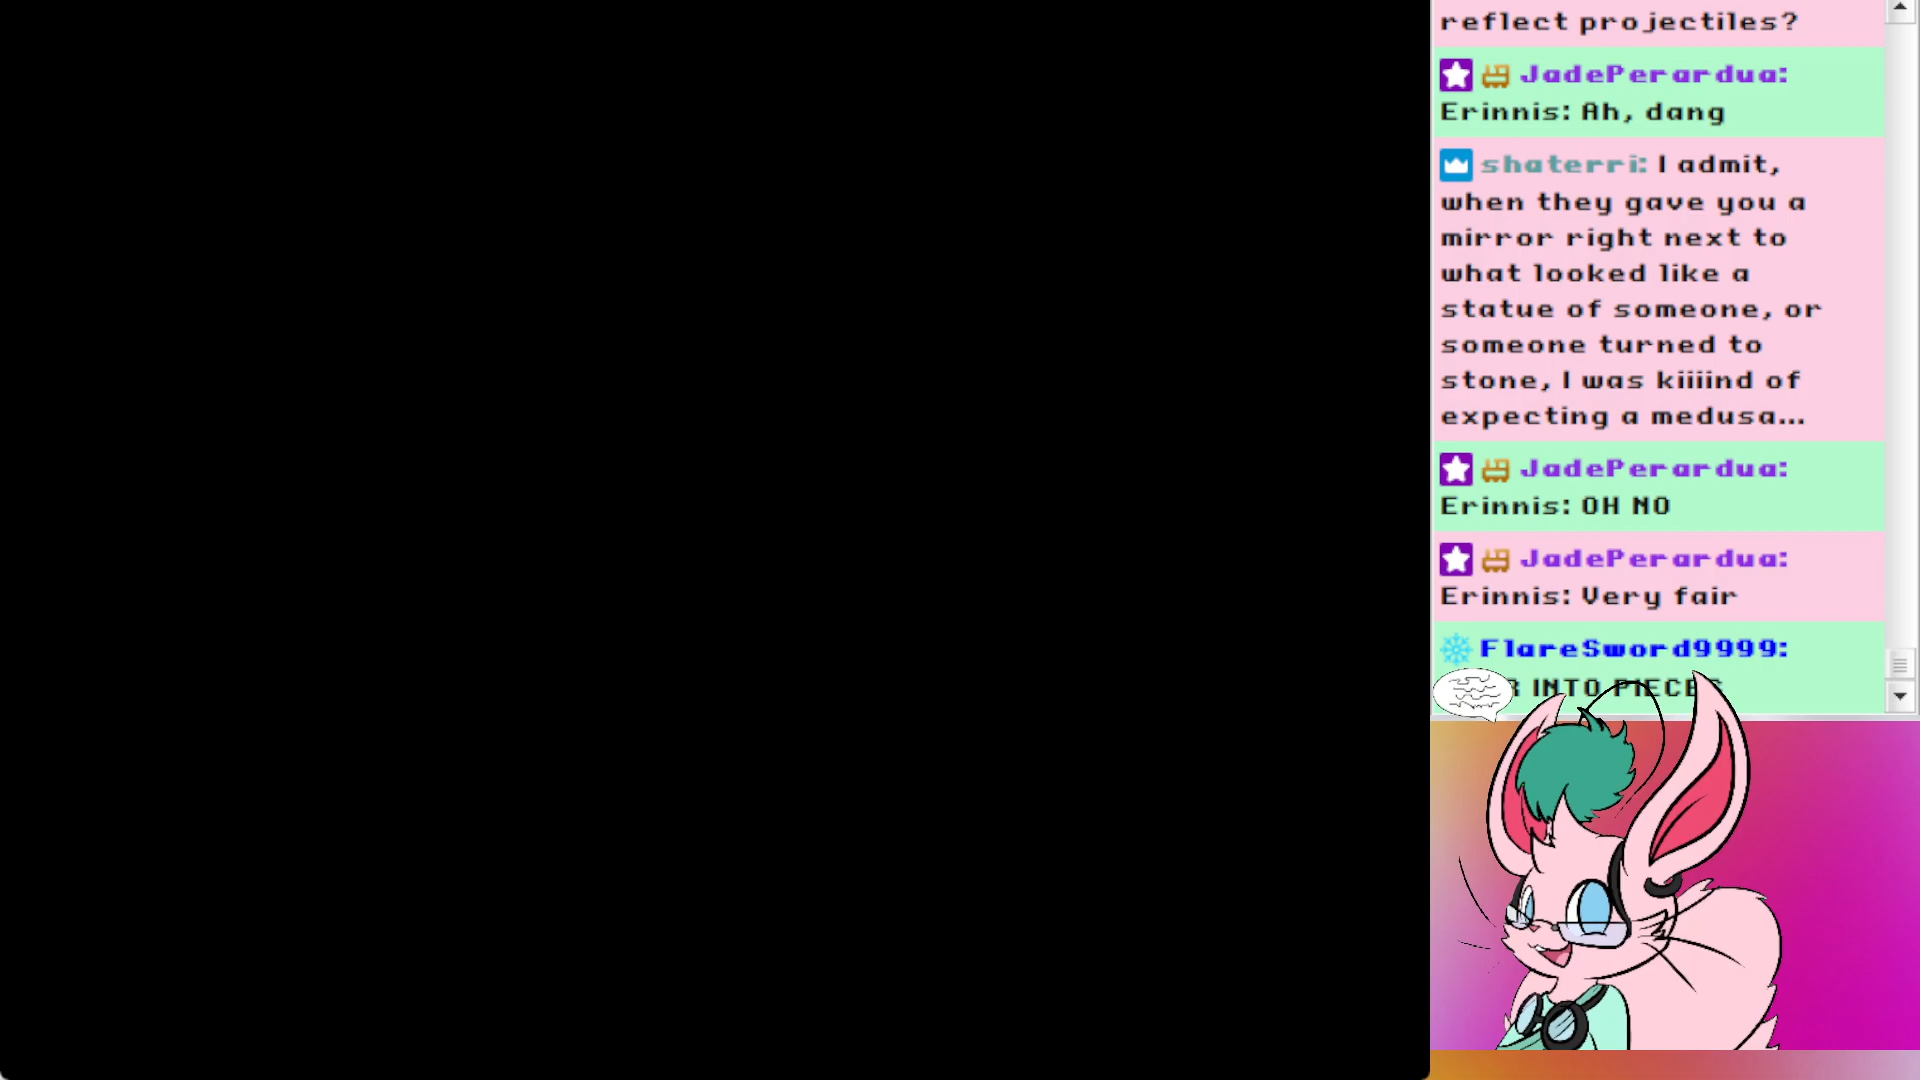 reflect projectiles?
JadePerardua:
Erinnis: Ah, dang
shaterri: I admit,
when they gave you a
mirror right next to
what looked like a
statue of someone, or
someone turned to
stone, I was kiiiind of
expecting a medusa...
JadePerardua:
Erinnis: OH NO
JadePerardua:
Erinnis: Very fair
FlareSword9999:
INTO PIECES